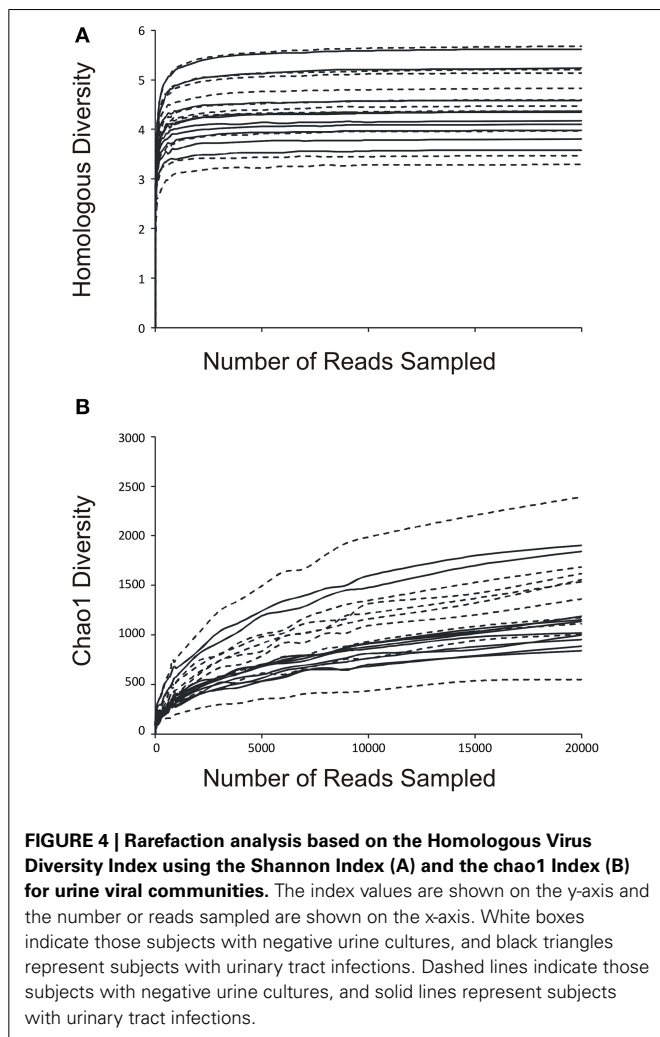 A
Homologous Diversity
6
5
4
3
2
1
0
Number of Reads Sampled
B
Chao1 Diversity
3000
2500
2000
1500
1000
500
0
0 5000 10000 15000 20000
Number of Reads Sampled
FIGURE 4 | Rarefaction analysis based on the Homologous Virus
Diversity Index using the Shannon Index (A) and the chao1 Index (B)
for urine viral communities. The index values are shown on the y-axis and
the number or reads sampled are shown on the x-axis. White boxes
indicate those subjects with negative urine cultures, and black triangles
represent subjects with urinary tract infections. Dashed lines indicate those
subjects with negative urine cultures, and solid lines represent subjects
with urinary tract infections.